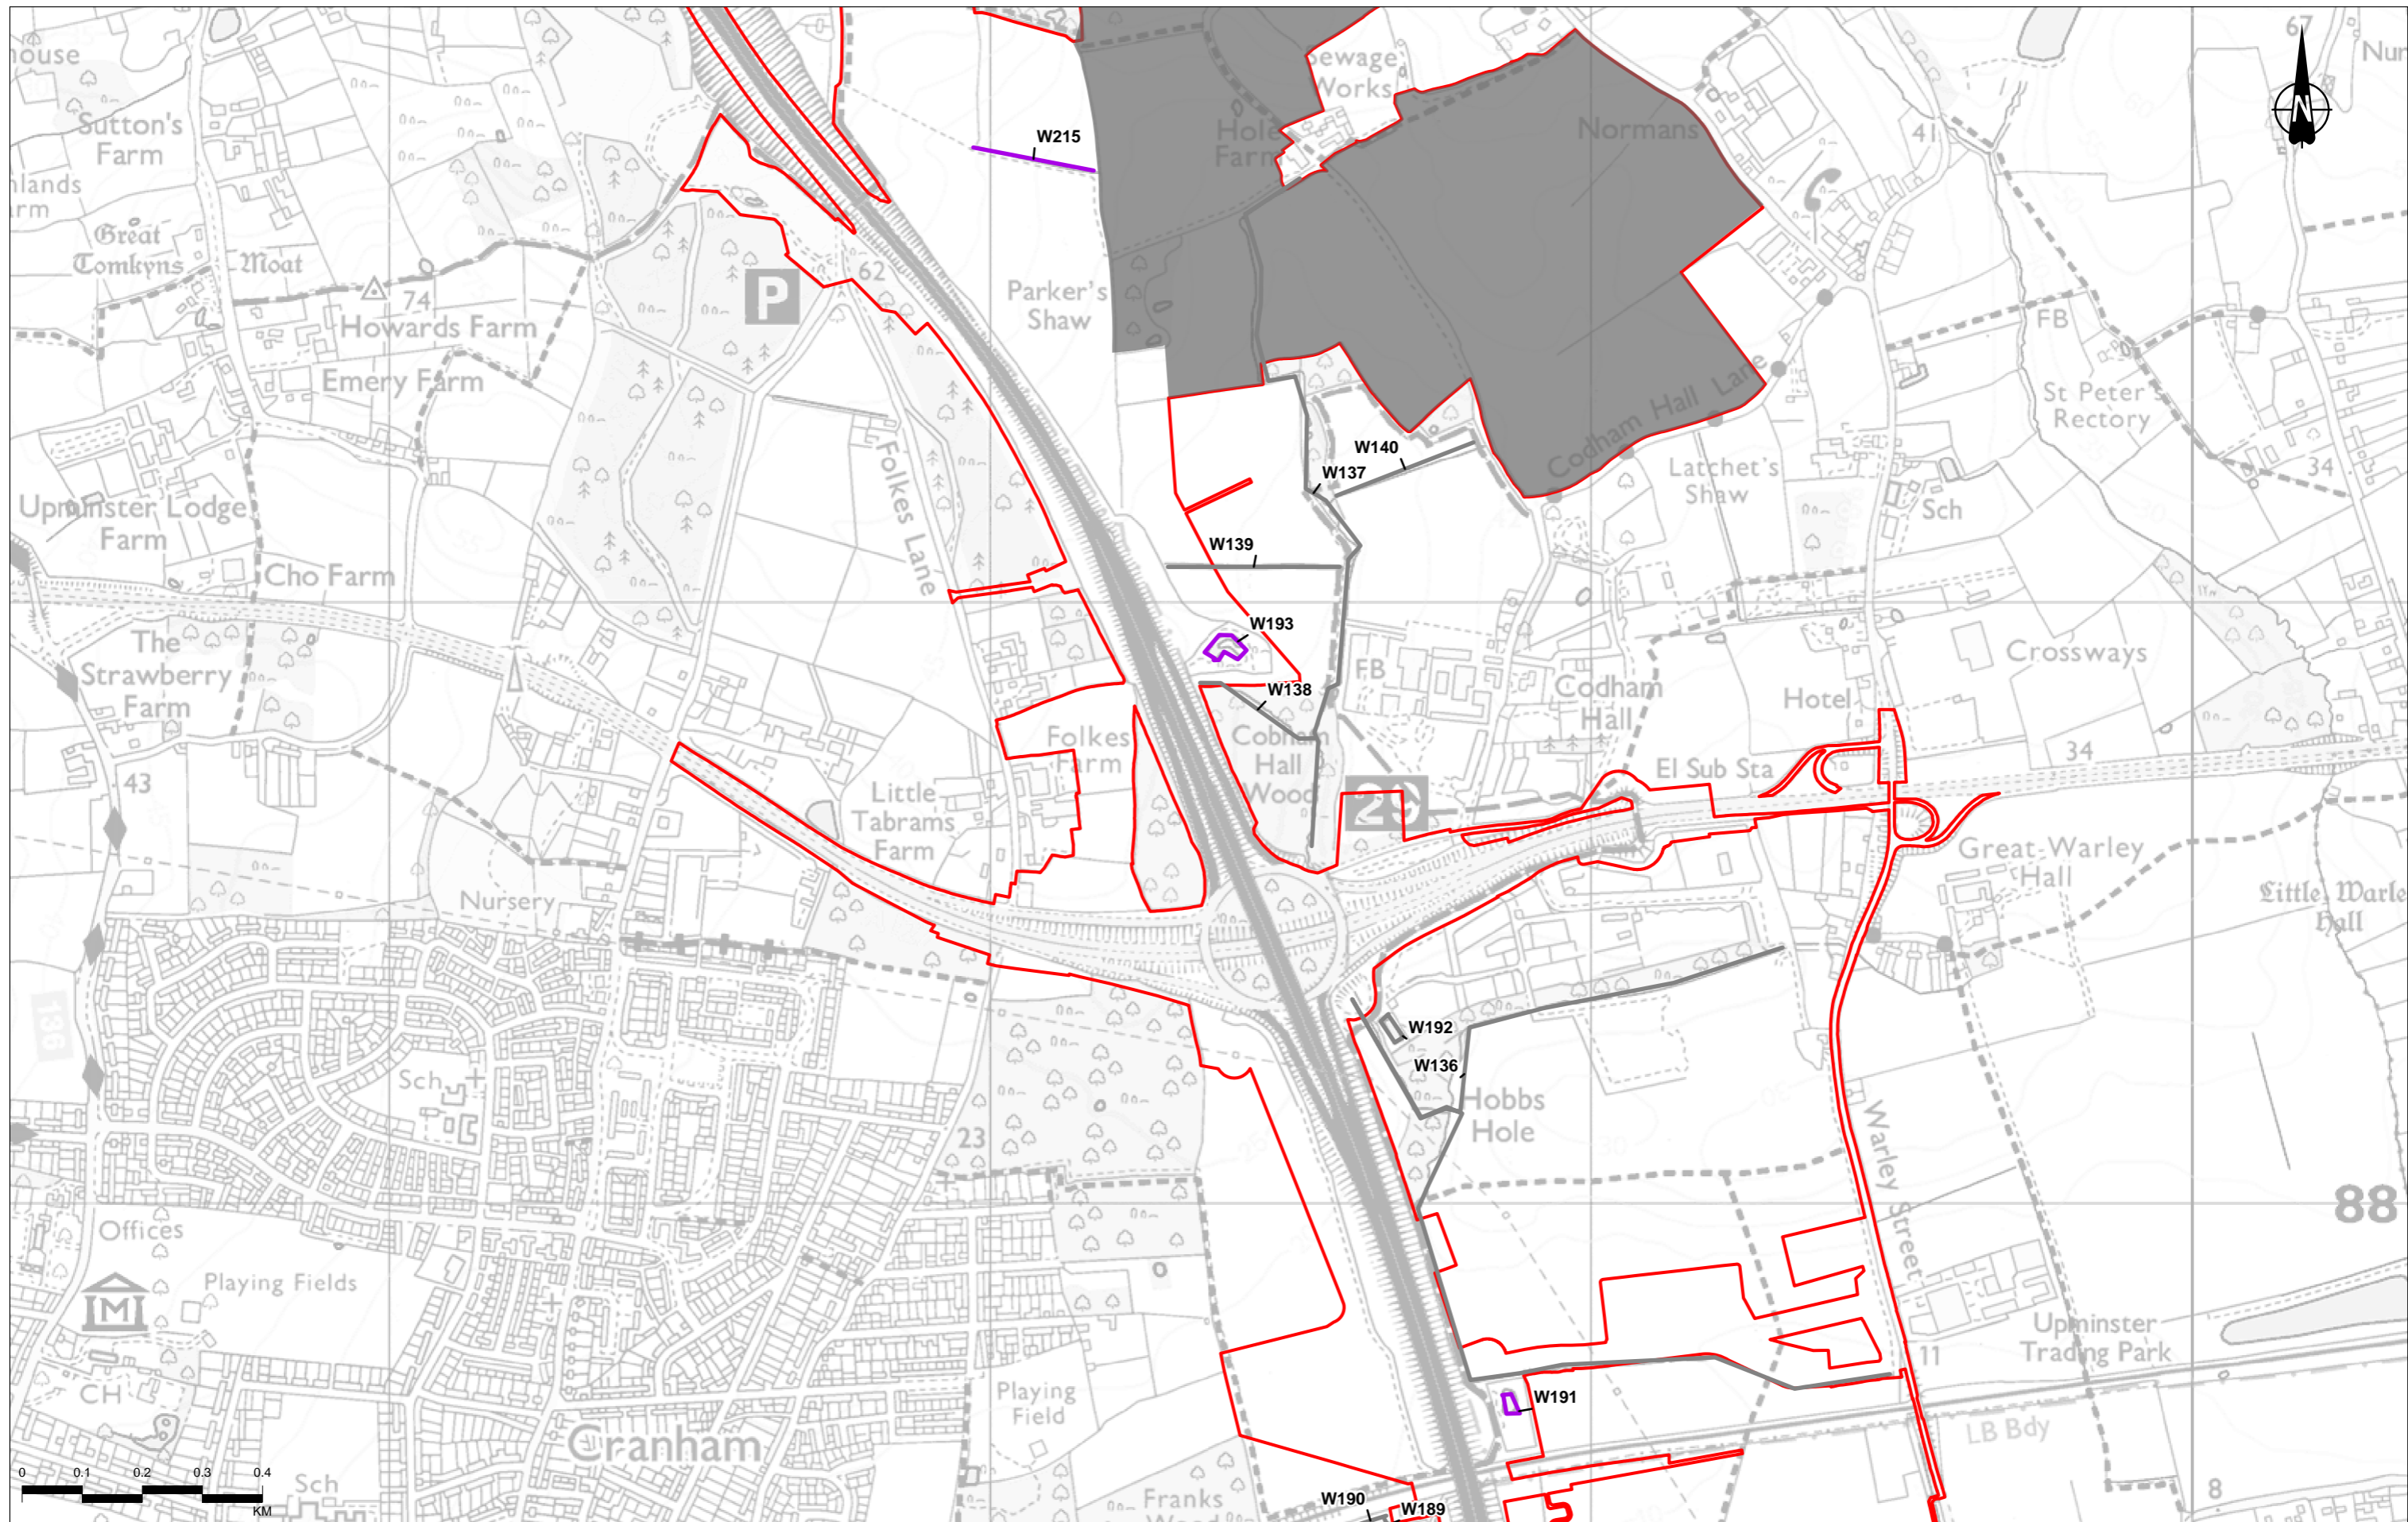 67
Sewage
Works
Sutton's
Farm
W215
Hole
Farm
Normans
41
N
Great
Tomkyns
Moat
62
74
P
Parker's
Shaw
Howards Farm
FB
Emery Farm
St Peter's
Rectory
Codham Hall Lane
W140
W137
Latchet's
Shaw
34
Folkes Lane
Upminster Lodge
Farm
Sch
W139
Cho Farm
The
Strawberry
Farm
W193
FB
Crossways
W138
Codham
Hall
Hotel
Folkes
Farm
Cobham
Hall
Wood
El Sub Sta
34
43
Little
Tabrams
Farm
29
Great Warley
Hall
Nursery
Little Warle
Hall
W192
W136
Sch
Hobbs
Hole
23
Warley Street
88
Offices
Playing Fields
M
Upminster
Trading Park
11
CH
Playing
Field
W191
Cranham
LB Bdy
0 0.1 0.2 0.3 0.4
KM
Sch
Franks
W190
W189
8